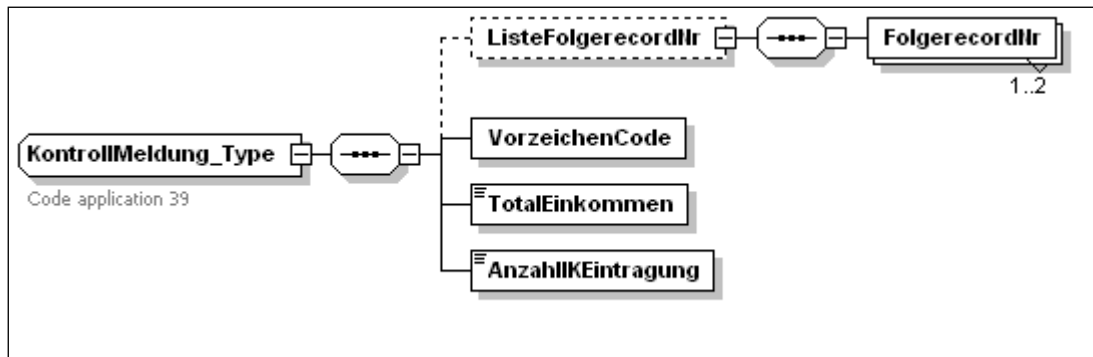 ListeFolgerecordNr
FolgerecordNr
1..2
VorzeichenCode
KontrollMeldung_Type
Code application 39
TotalEinkommen
AnzahlIKEintragung